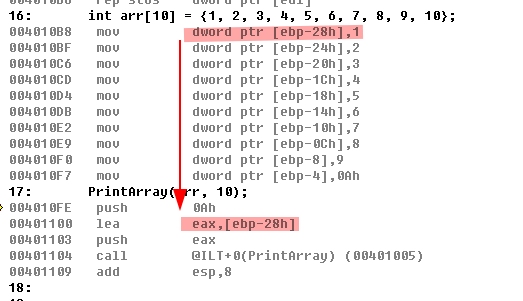 004010B6 rep stos dword ptr [edi]
16: int arr[10] = {1, 2, 3, 4, 5, 6, 7, 8, 9, 10};
004010B8 mov dword ptr [ebp-28h],1
004010BF mov dword ptr [ebp-24h],2
004010C6 mov dword ptr [ebp-20h],3
004010CD mov dword ptr [ebp-1Ch],4
004010D4 mov dword ptr [ebp-18h],5
004010DB mov dword ptr [ebp-14h],6
004010E2 mov dword ptr [ebp-10h],7
004010E9 mov dword ptr [ebp-0Ch],8
004010F0 mov dword ptr [ebp-8],9
004010F7 mov dword ptr [ebp-4],0Ah
17: PrintArray(arr, 10);
004010FE push 0Ah
00401100 lea eax,[ebp-28h]
00401103 push eax
00401104 call @ILT+0(PrintArray) (00401005)
00401109 add esp,8
18: